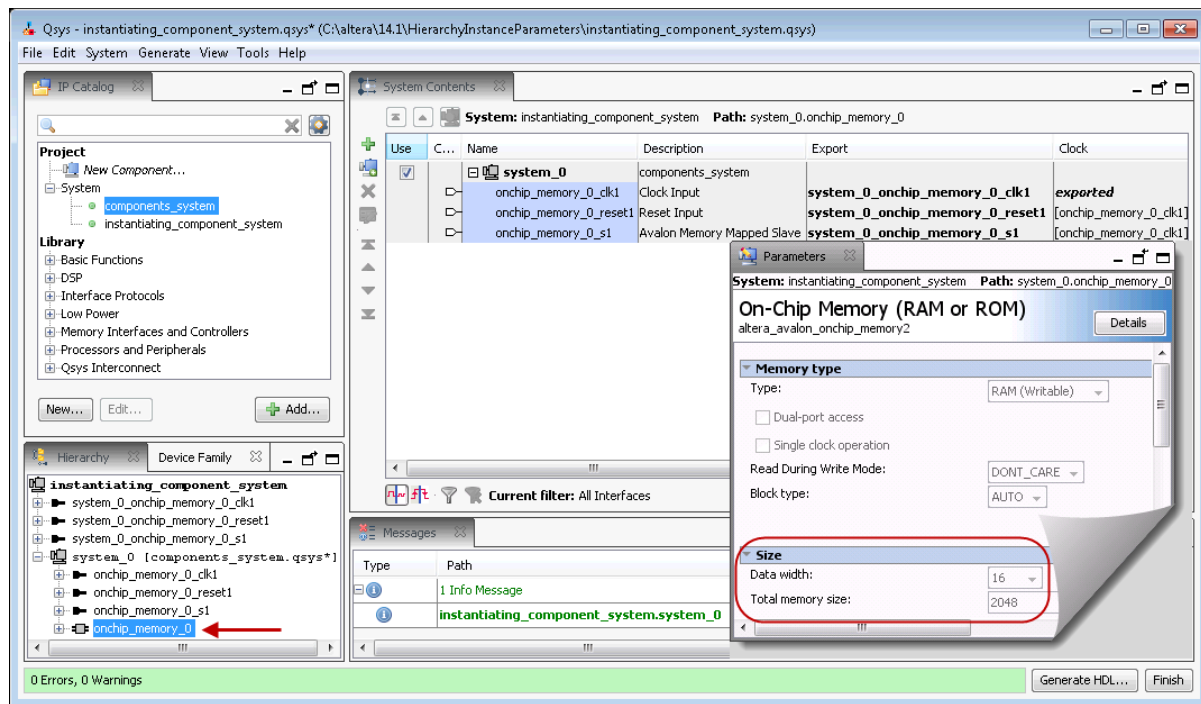 Qsys - instantiating_component_system.qsys* (C:\altera\14.1\HierarchyInstanceParameters\instantiating_component_system.qsys)
File Edit System Generate View Tools Help
IP Catalog
Project
New Component...
System
components_system
instantiating_component_system
Library
Basic Functions
DSP
Interface Protocols
Low Power
Memory Interfaces and Controllers
Processors and Peripherals
Qsys Interconnect
New... Edit... Add...
Hierarchy Device Family
instantiating_component_system
system_0_onchip_memory_0_clk1
system_0_onchip_memory_0_reset1
system_0_onchip_memory_0_s1
system_0 [components_system.qsys*]
onchip_memory_0_clk1
onchip_memory_0_reset1
onchip_memory_0_s1
onchip_memory_0
System Contents
System: instantiating_component_system Path: system_0.onchip_memory_0
Use C... Name Description Export Clock
system_0 components_system
onchip_memory_0_clk1 Clock Input system_0_onchip_memory_0_clk1 exported
onchip_memory_0_reset1 Reset Input system_0_onchip_memory_0_reset1 [onchip_memory_0_clk1]
onchip_memory_0_s1 Avalon Memory Mapped Slave system_0_onchip_memory_0_s1 [onchip_memory_0_clk1]
Current filter: All Interfaces
Parameters
System: instantiating_component_system Path: system_0.onchip_memory_0
On-Chip Memory (RAM or ROM)
altera_avalon_onchip_memory2
Details
Memory type
Type: RAM (Writable)
Dual-port access
Single clock operation
Read During Write Mode: DONT_CARE
Block type: AUTO
Size
Data width: 16
Total memory size: 2048
Messages
Type Path
1 Info Message
instantiating_component_system.system_0
0 Errors, 0 Warnings
Generate HDL... Finish